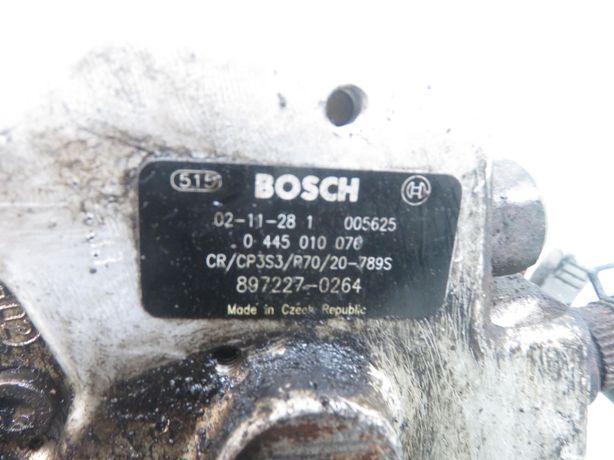 515 BOSCH
02-11-28 1 005625
0 445 010 070
CR/CP3S3/R70/20-789S
897227-0264
Made in Czech Republic